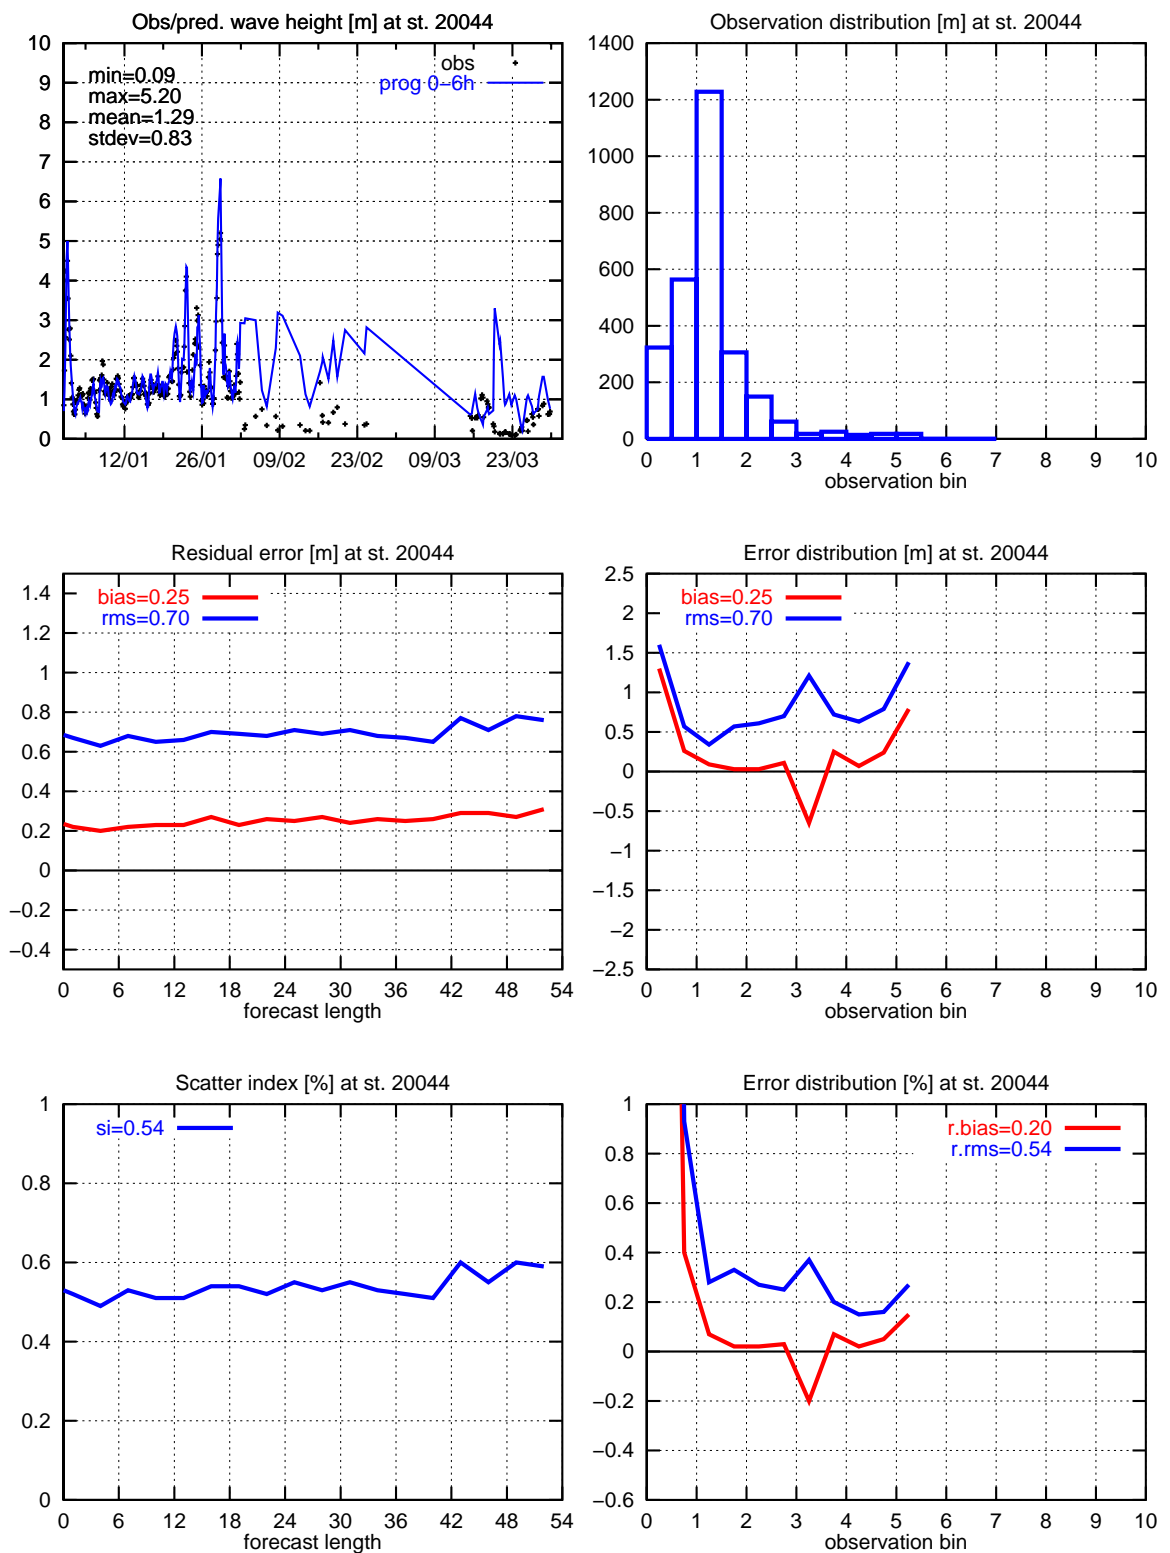 Obs/pred. wave height [m] at st. 20044
10
9
8
7
6
5
4
3
2
1
0
min=0.09
max=5.20
mean=1.29
stdev=0.83
obs
prog 0−6h
12/01 26/01 09/02 23/02 09/03 23/03
Observation distribution [m] at st. 20044
1400
1200
1000
800
600
400
200
0
0 1 2 3 4 5 6 7 8 9 10
observation bin
Residual error [m] at st. 20044
1.4
1.2
1
0.8
0.6
0.4
0.2
0
−0.2
−0.4
bias=0.25
rms=0.70
0 6 12 18 24 30 36 42 48 54
forecast length
Error distribution [m] at st. 20044
2.5
2
1.5
1
0.5
0
−0.5
−1
−1.5
−2
−2.5
bias=0.25
rms=0.70
0 1 2 3 4 5 6 7 8 9 10
observation bin
Scatter index [%] at st. 20044
1
0.8
0.6
0.4
0.2
0
si=0.54
0 6 12 18 24 30 36 42 48 54
forecast length
Error distribution [%] at st. 20044
1
0.8
0.6
0.4
0.2
0
−0.2
−0.4
−0.6
r.bias=0.20
r.rms=0.54
0 1 2 3 4 5 6 7 8 9 10
observation bin